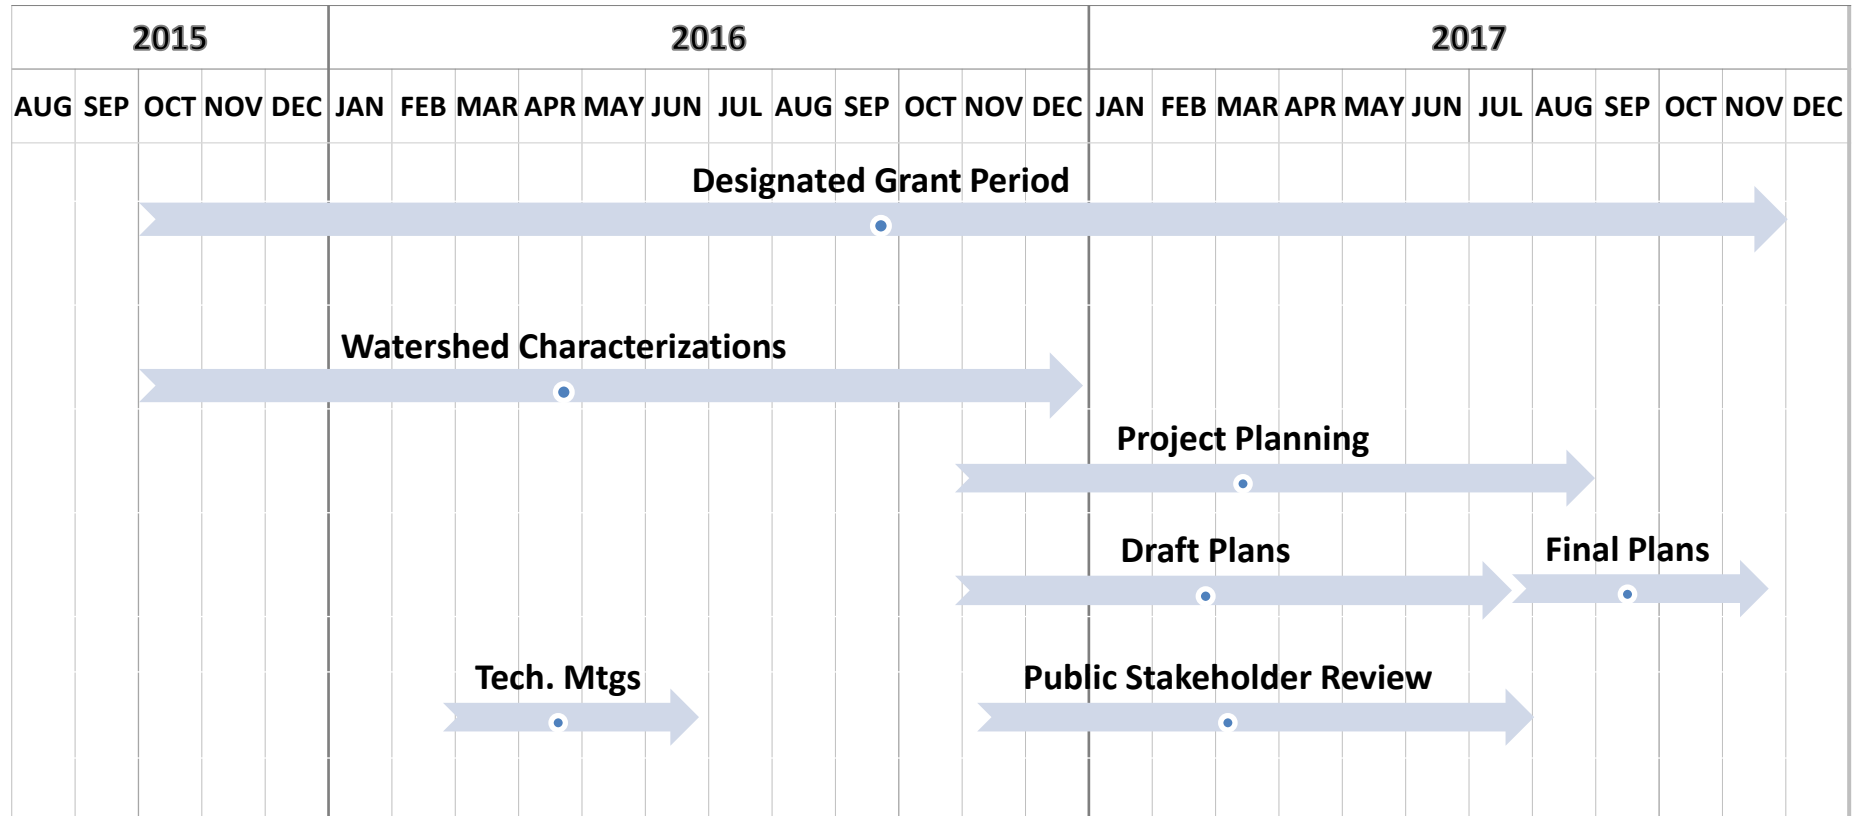 2015 2016 2017
AUG SEP OCT NOV DEC JAN FEB MAR APR MAY JUN JUL AUG SEP OCT NOV DEC JAN FEB MAR APR MAY JUN JUL AUG SEP OCT NOV DEC
Designated Grant Period
Watershed Characterizations
Project Planning
Draft Plans Final Plans
Tech. Mtgs Public Stakeholder Review